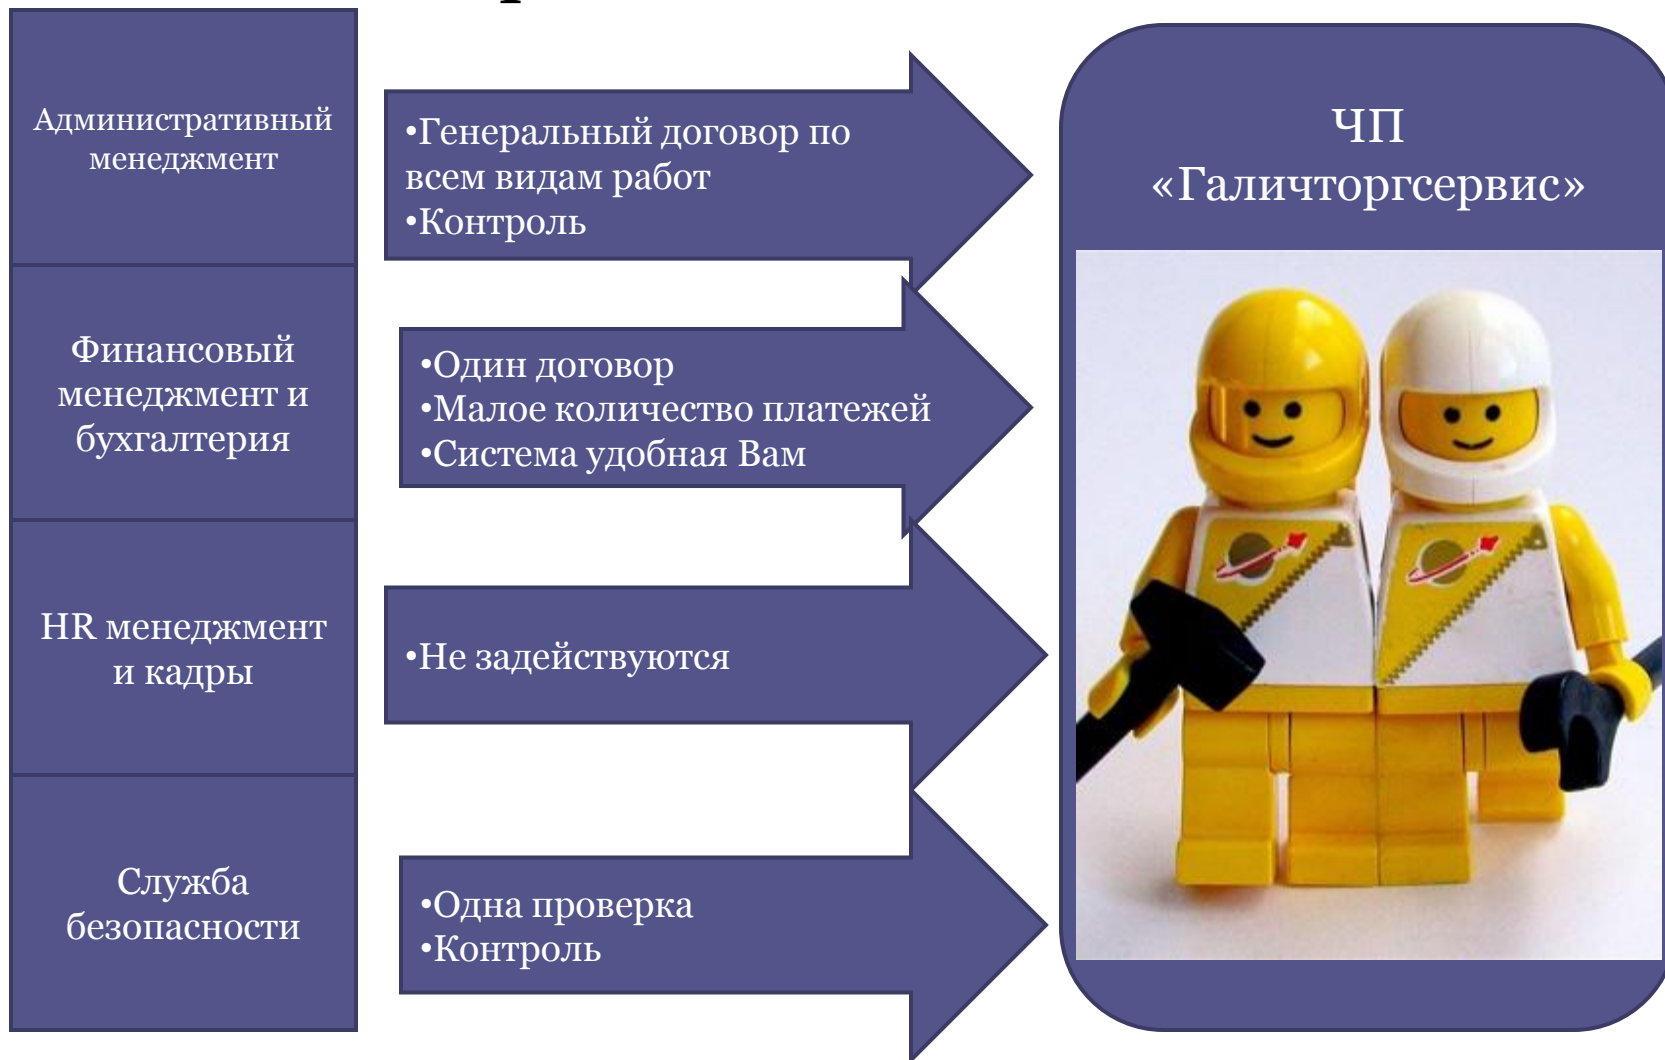 Административный
менеджмент
•Генеральный договор по
всем видам работ
•Контроль
Финансовый
менеджмент и
бухгалтерия
•Один договор
•Малое количество платежей
•Система удобная Вам
HR менеджмент
и кадры
•Не задействуются
Служба
безопасности
•Одна проверка
•Контроль
ЧП
«Галичторгсервис»